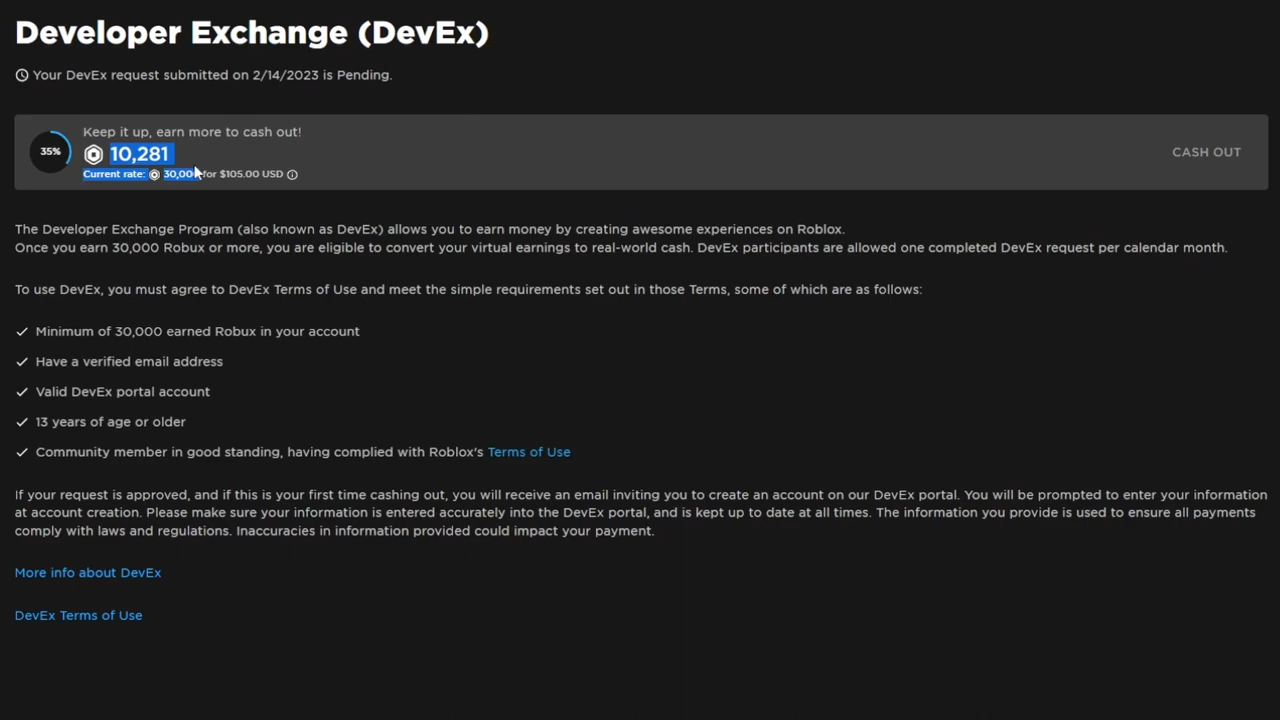 Developer Exchange (DevEx)
Your DevEx request submitted on 2/14/2023 is Pending.
Keep it up, earn more to cash out!
35%
10,281
CASH OUT
Current rate: 30,000 for $105.00 USD
The Developer Exchange Program (also known as DevEx) allows you to earn money by creating awesome experiences on Roblox.
Once you earn 30,000 Robux or more, you are eligible to convert your virtual earnings to real-world cash. DevEx participants are allowed one completed DevEx request per calendar month.
To use DevEx, you must agree to DevEx Terms of Use and meet the simple requirements set out in those Terms, some of which are as follows:
Minimum of 30,000 earned Robux in your account
Have a verified email address
Valid DevEx portal account
13 years of age or older
Community member in good standing, having complied with Roblox's Terms of Use
If your request is approved, and if this is your first time cashing out, you will receive an email inviting you to create an account on our DevEx portal. You will be prompted to enter your information
at account creation. Please make sure your information is entered accurately into the DevEx portal, and is kept up to date at all times. The information you provide is used to ensure all payments
comply with laws and regulations. Inaccuracies in information provided could impact your payment.
More info about DevEx
DevEx Terms of Use